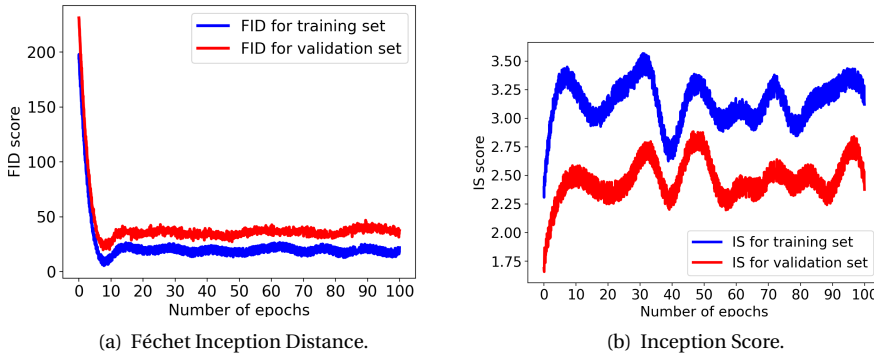 FID score
200
150
100
50
0
FID for training set
FID for validation set
0 10 20 30 40 50 60 70 80 90 100
Number of epochs
(a) Féchet Inception Distance.
IS score
3.50
3.25
3.00
2.75
2.50
2.25
2.00
1.75
IS for training set
IS for validation set
0 10 20 30 40 50 60 70 80 90 100
Number of epochs
(b) Inception Score.